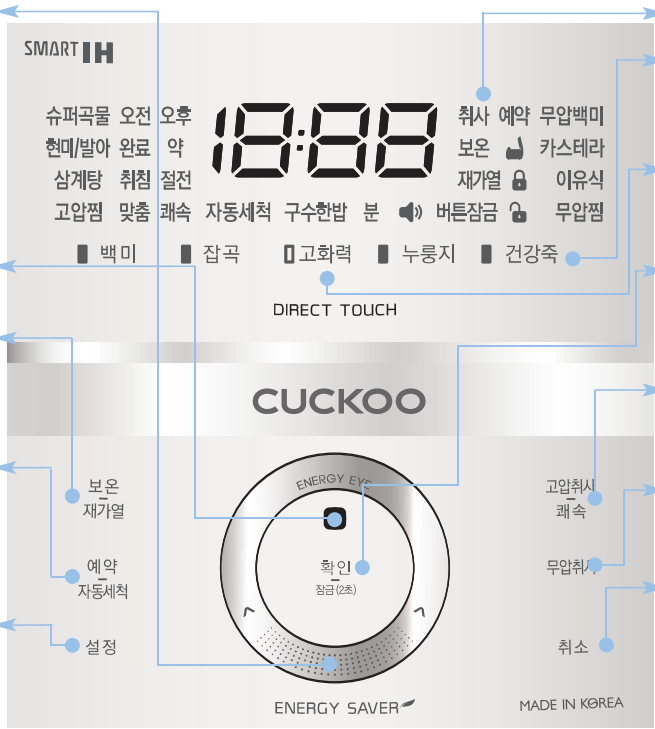 SMART IH
슈퍼곡물 오전 오후 18:88 취사 예약 무압백미
현미/발아 완료 약 보온 카스테라
삼계탕 취침 절전 재가열 이유식
고압찜 맞춤 쾌속 자동세척 구수한밥 분 버튼잠금 무압찜
백미 잡곡 고화력 누룽지 건강죽
DIRECT TOUCH
CUCKOO
ENERGY EYE
보온
재가열
고압취사
쾌속
예약
자동세척
확인
잠금(2초)
무압취사
설정
취소
ENERGY SAVER
MADE IN KOREA